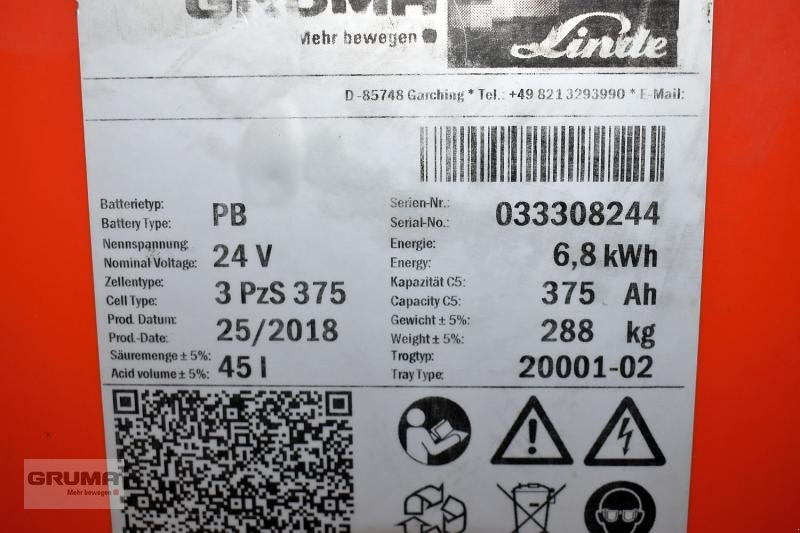 GRUMA
Mehr bewegen
Linde
D-85748 Garching * Tel.: +49 821 3293990 * E-Mail:
Batterietyp:
Battery Type: PB
Serien-Nr.:
Serial-No.: 033308244
Nennspannung:
Nominal Voltage: 24 V
Energie:
Energy: 6,8 kWh
Zellentype:
Cell Type: 3 PzS 375
Kapazität C5:
Capacity C5: 375 Ah
Prod. Datum:
Prod.-Date: 25/2018
Gewicht ± 5%:
Weight ± 5%: 288 kg
Säuremenge ± 5%:
Acid volume ± 5%: 45 l
Trogtyp:
Tray Type: 20001-02
GRUMA
Mehr bewegen